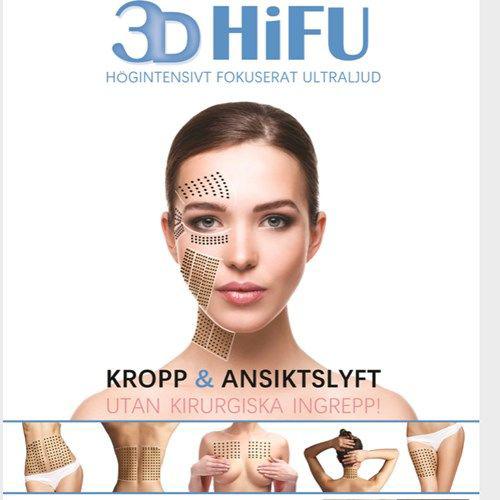 3D HiFU
HÖGINTENSIVT FOKUSERAT ULTRALJUD
KROPP & ANSIKTSLYFT
UTAN KIRURGISKA INGREPP!